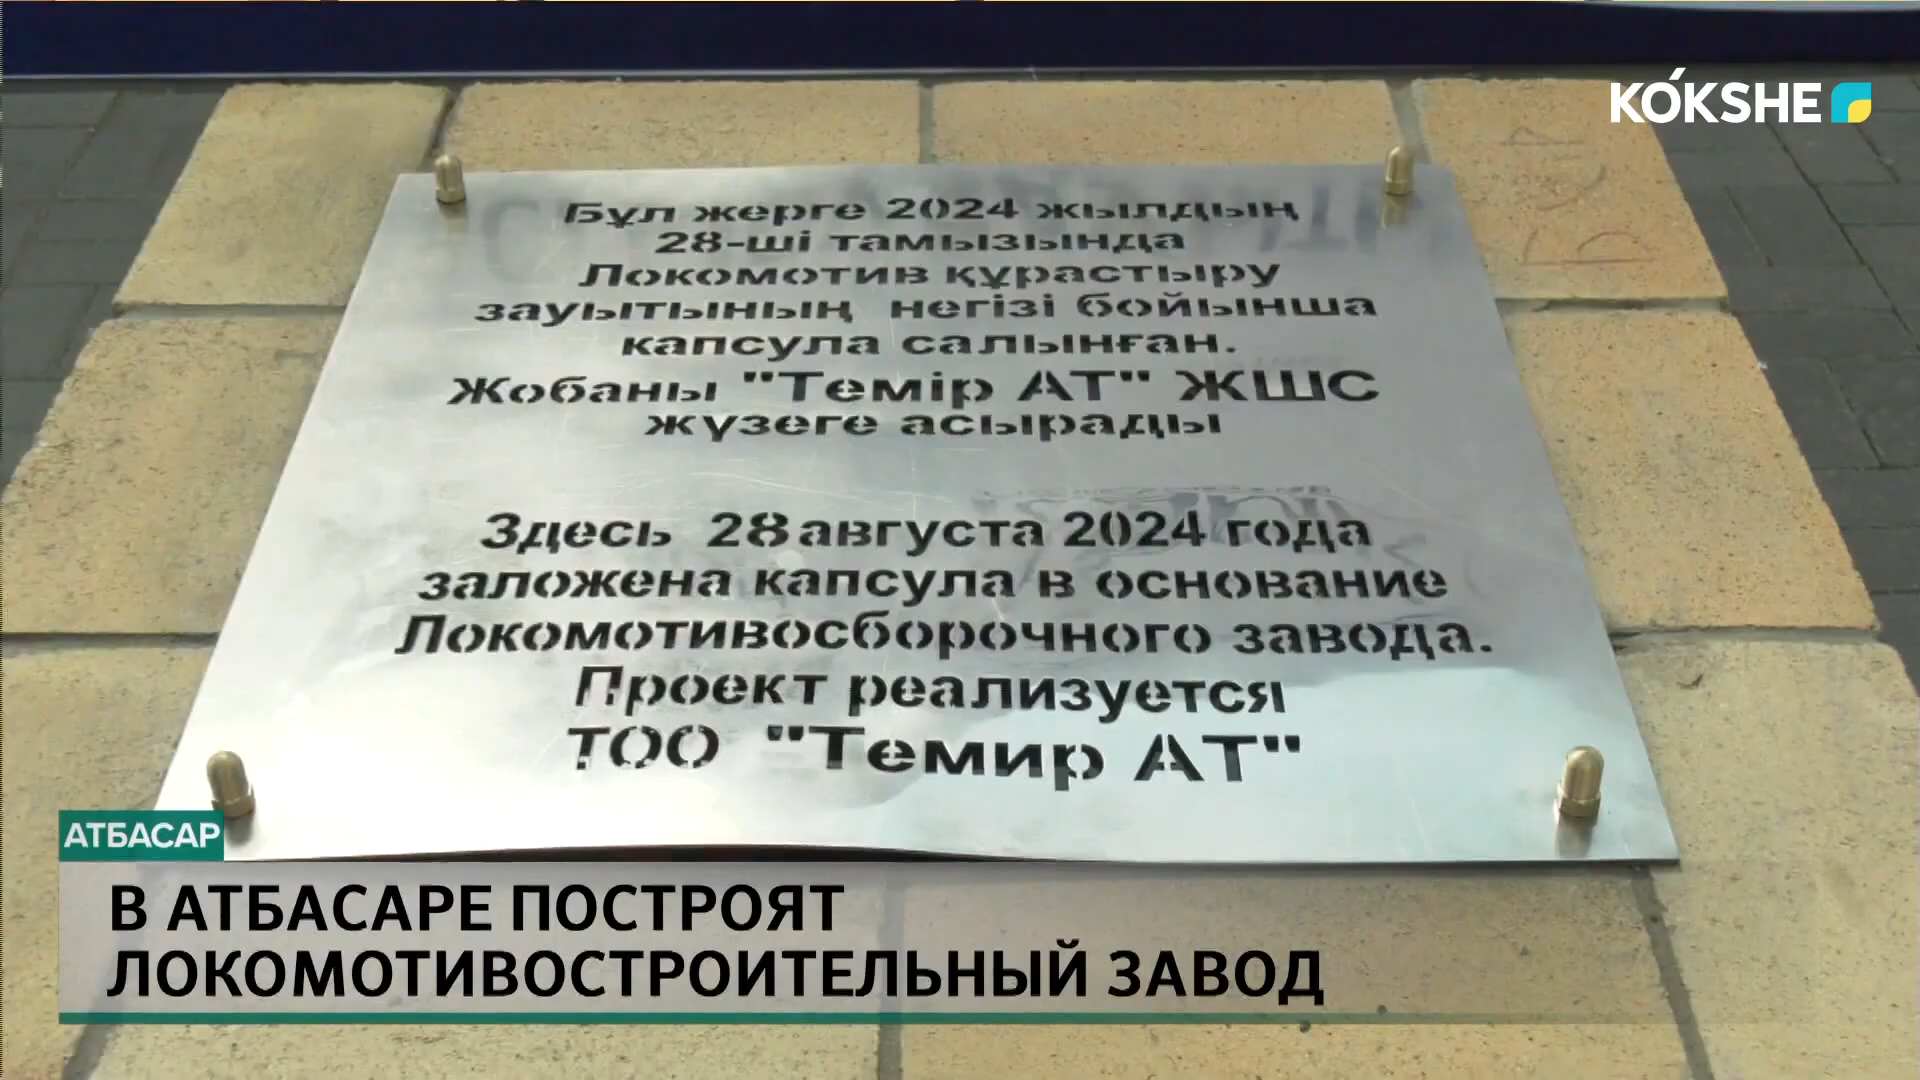 KÓKSHE
Бұл жерге 2024 жылдың
28-ші тамызында
Локомотив құрастыру
зауытының негізі бойынша
капсула салынған.
Жобаны "Темір АТ" ЖШС
жүзеге асырады
Здесь 28 августа 2024 года
заложена капсула в основание
Локомотивосборочного завода.
Проект реализуется
ТОО "Темир АТ"
АТБАСАР
В АТБАСАРЕ ПОСТРОЯТ
ЛОКОМОТИВОСТРОИТЕЛЬНЫЙ ЗАВОД